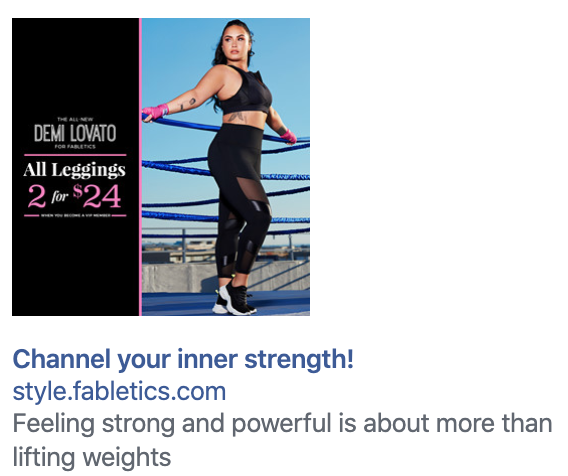 THE ALL-NEW
DEMI LOVATO
FOR FABLETICS
All Leggings
2 for $24
WHEN YOU BECOME A VIP MEMBER
Channel your inner strength!
style.fabletics.com
Feeling strong and powerful is about more than
lifting weights